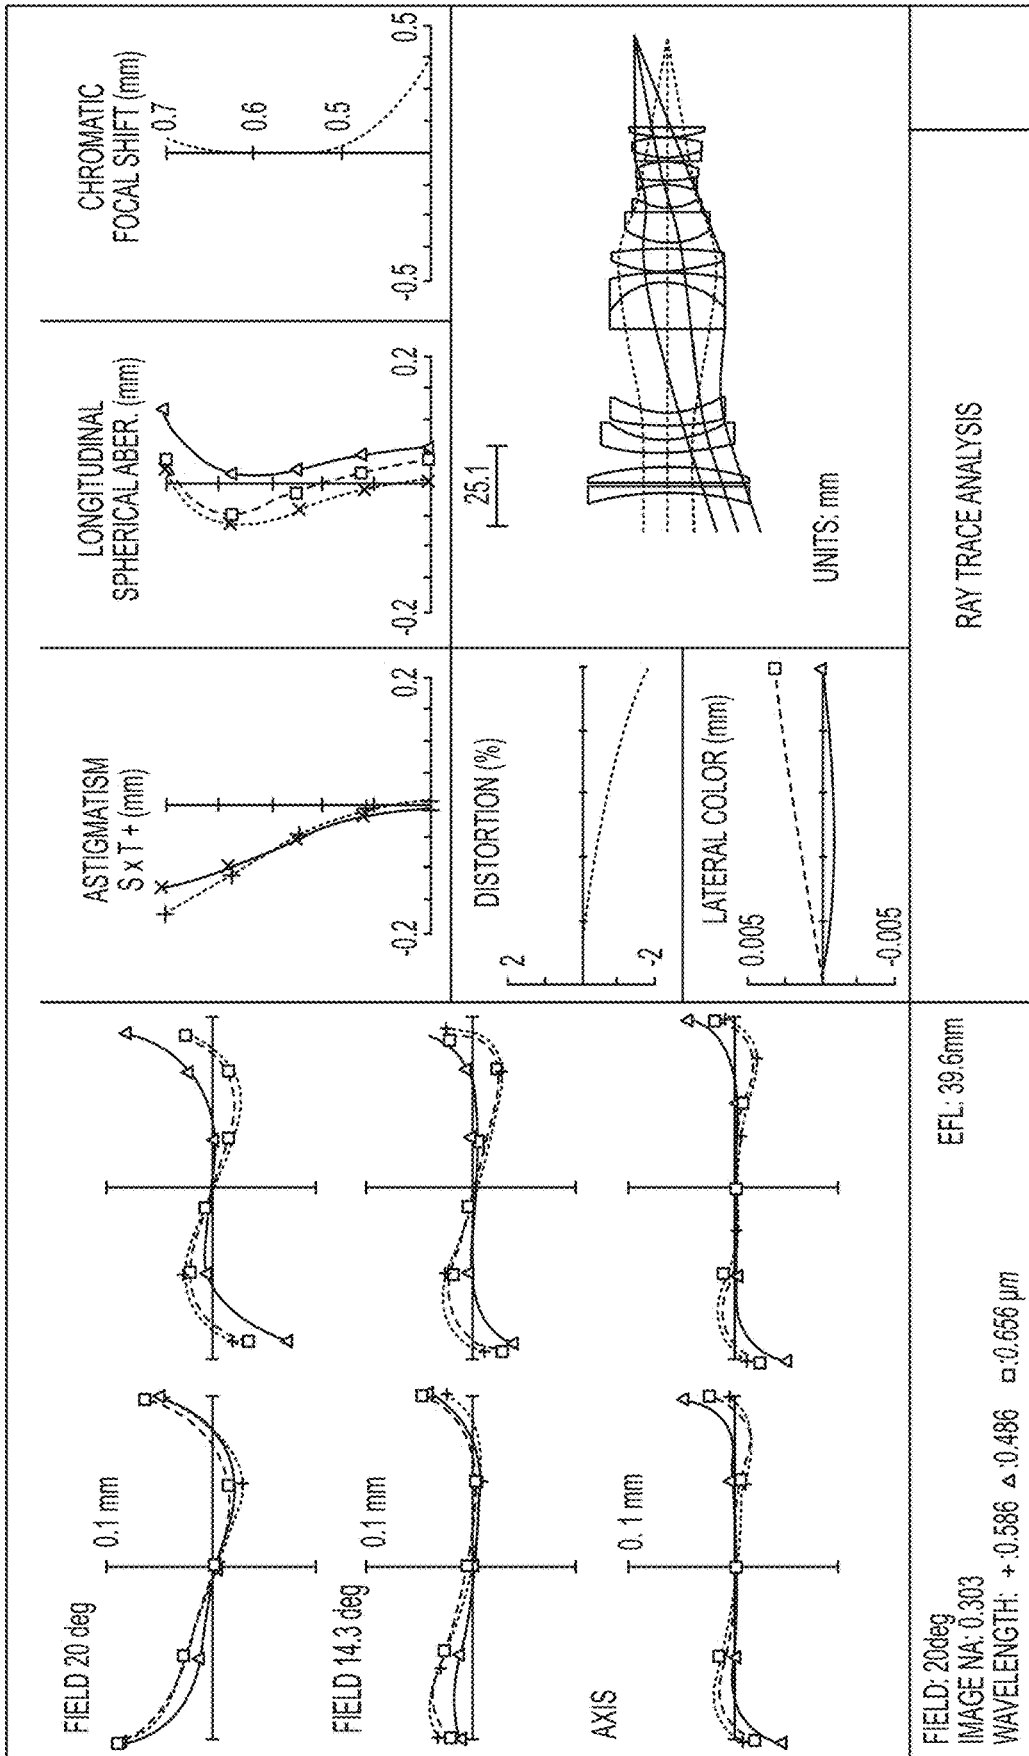 FIELD 20 deg
0.1 mm
FIELD 14.3 deg
0.1 mm
AXIS
0. 1 mm
ASTIGMATISM
S x T + (mm)
-0.2
0.2
LONGITUDINAL
SPHERICAL ABER. (mm)
-0.2
0.2
CHROMATIC
FOCAL SHIFT (mm)
0.7
0.6
0.5
-0.5
0.5
DISTORTION (%)
2
-2
LATERAL COLOR (mm)
0.005
-0.005
25.1
UNITS: mm
FIELD: 20deg
IMAGE NA: 0.303
EFL: 39.6mm
WAVELENGTH: +:0.586 △:0.486 □:0.656 µm
RAY TRACE ANALYSIS